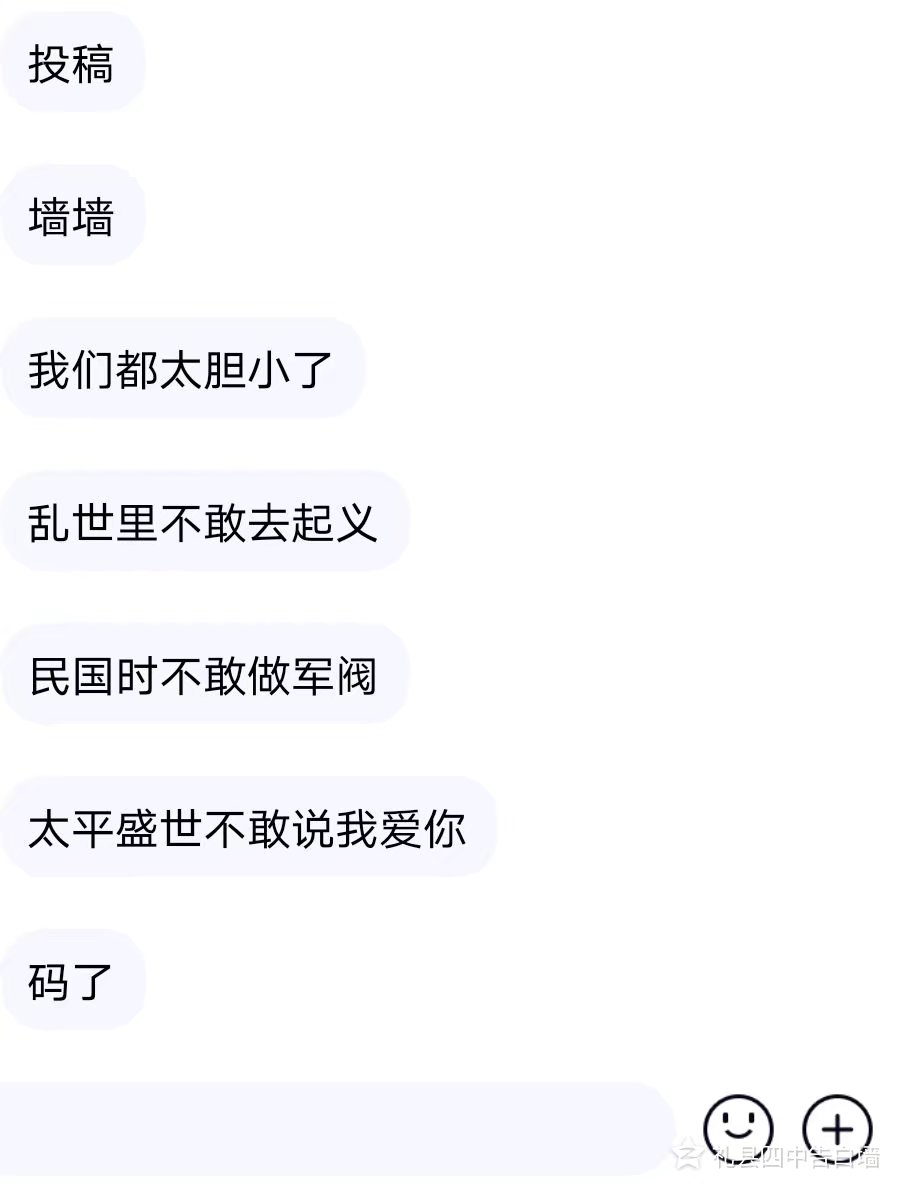 投稿
墙墙
我们都太胆小了
乱世里不敢去起义
民国时不敢做军阀
太平盛世不敢说我爱你
码了
礼县四中告白墙